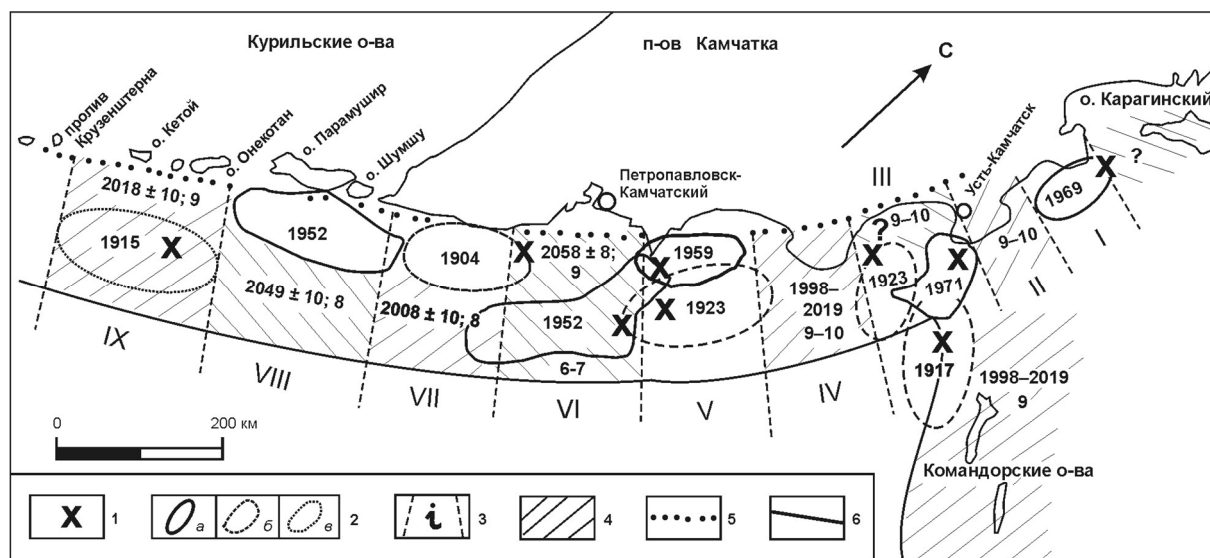 Курильские о-ва
п-ов Камчатка
С
о. Карагинский
пролив
Крузенштерна
о. Кетой
о. Онекотан
о. Парамушир
о. Шумшу
Петропавловск-
Камчатский
Усть-Камчатск
?
1969
I
9–10
II
III
9–10
?
1923
1971
1917
1998–2019
9
Командорские о-ва
1998–
2019
9–10
IV
1959
1923
V
2058 ± 8;
9
1952
6-7
VI
1904
2008 ± 10; 8
VII
1952
2049 ± 10; 8
VIII
2018 ± 10; 9
1915
IX
0
200 км
X
1
а
б
в
2
i
3
4
5
6